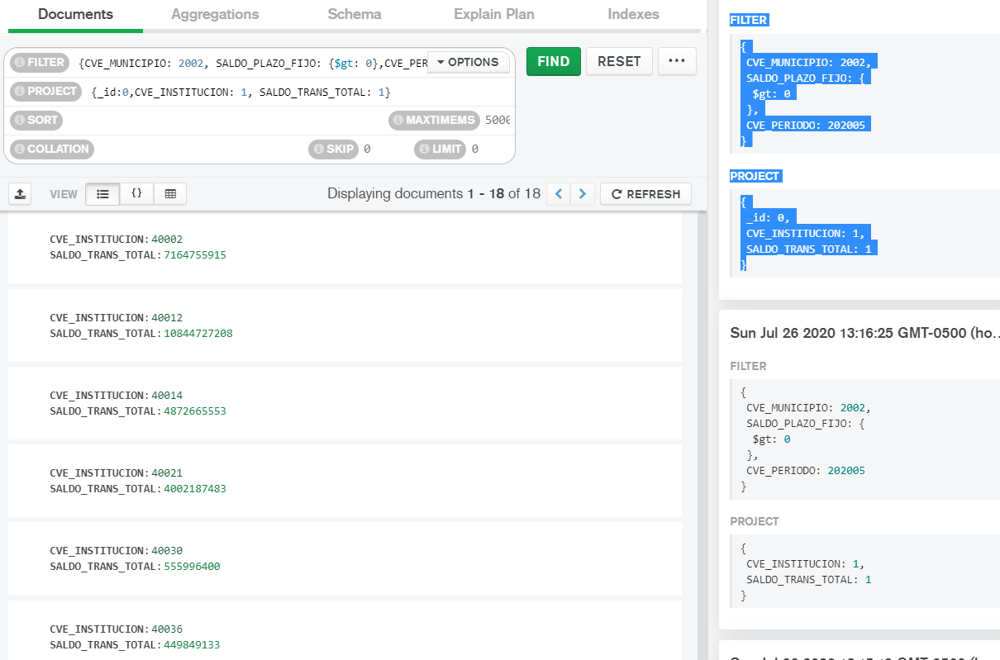 Documents Aggregations Schema Explain Plan Indexes
FILTER {CVE_MUNICIPIO: 2002, SALDO_PLAZO_FIJO: {$gt: 0},CVE_PER OPTIONS FIND RESET ...
PROJECT {_id:0,CVE_INSTITUCION: 1, SALDO_TRANS_TOTAL: 1}
SORT MAXTIMEMS 5000
COLLATION SKIP 0 LIMIT 0
VIEW {} Displaying documents 1 - 18 of 18 < > REFRESH
CVE_INSTITUCION: 40002
SALDO_TRANS_TOTAL: 7164755915
CVE_INSTITUCION: 40012
SALDO_TRANS_TOTAL: 10844727208
CVE_INSTITUCION: 40014
SALDO_TRANS_TOTAL: 4872665553
CVE_INSTITUCION: 40021
SALDO_TRANS_TOTAL: 4002187483
CVE_INSTITUCION: 40030
SALDO_TRANS_TOTAL: 555996400
CVE_INSTITUCION: 40036
SALDO_TRANS_TOTAL: 449849133
FILTER
{
CVE_MUNICIPIO: 2002,
SALDO_PLAZO_FIJO: {
$gt: 0
},
CVE_PERIODO: 202005
}
PROJECT
{
_id: 0,
CVE_INSTITUCION: 1,
SALDO_TRANS_TOTAL: 1
}
Sun Jul 26 2020 13:16:25 GMT-0500 (ho...
FILTER
{
CVE_MUNICIPIO: 2002,
SALDO_PLAZO_FIJO: {
$gt: 0
},
CVE_PERIODO: 202005
}
PROJECT
{
CVE_INSTITUCION: 1,
SALDO_TRANS_TOTAL: 1
}